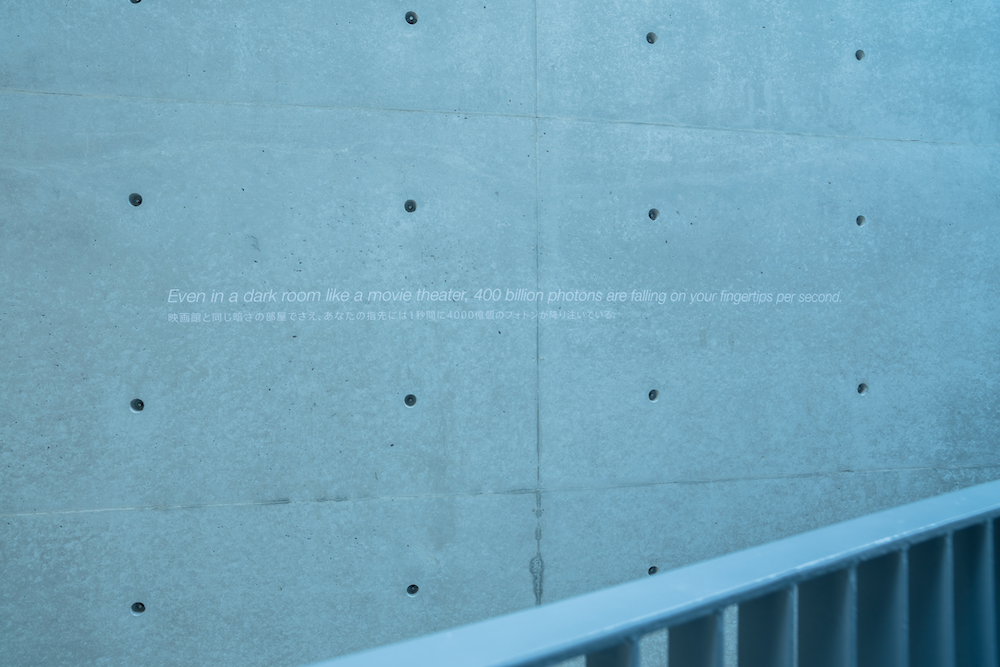 Even in a dark room like a movie theater, 400 billion photons are falling on your fingertips per second.
映画館と同じ暗さの部屋でさえ、あなたの指先には1秒間に4000億個のフォトンが降り注いでいる。